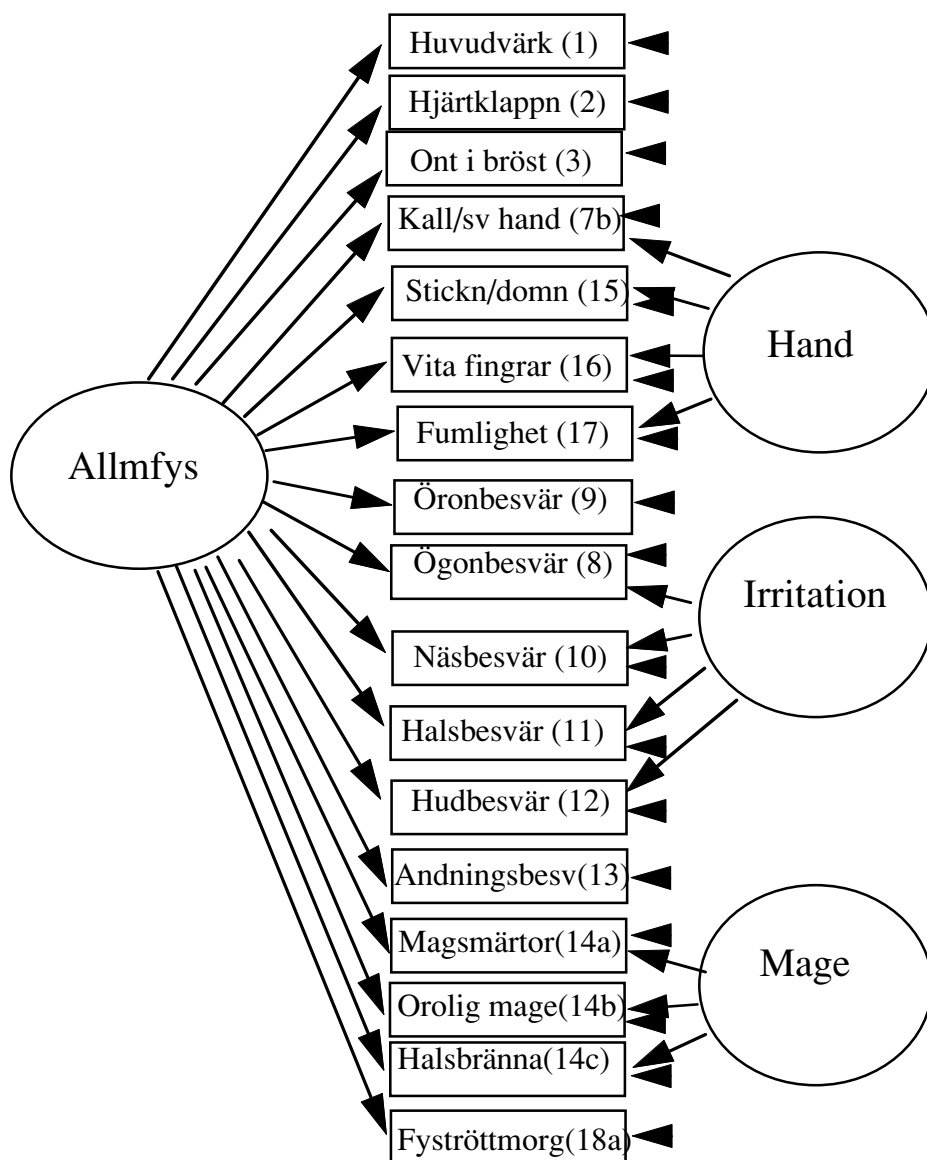 Huvudvärk (1)
Hjärtklappn (2)
Ont i bröst (3)
Kall/sv hand (7b)
Stickn/domn (15)
Vita fingrar (16)
Fumlighet (17)
Öronbesvär (9)
Ögonbesvär (8)
Näsbesvär (10)
Halsbesvär (11)
Hudbesvär (12)
Andningsbesv(13)
Magsmärtor(14a)
Orolig mage(14b)
Halsbränna(14c)
Fyströttmorg(18a)
Allmfys
Hand
Irritation
Mage